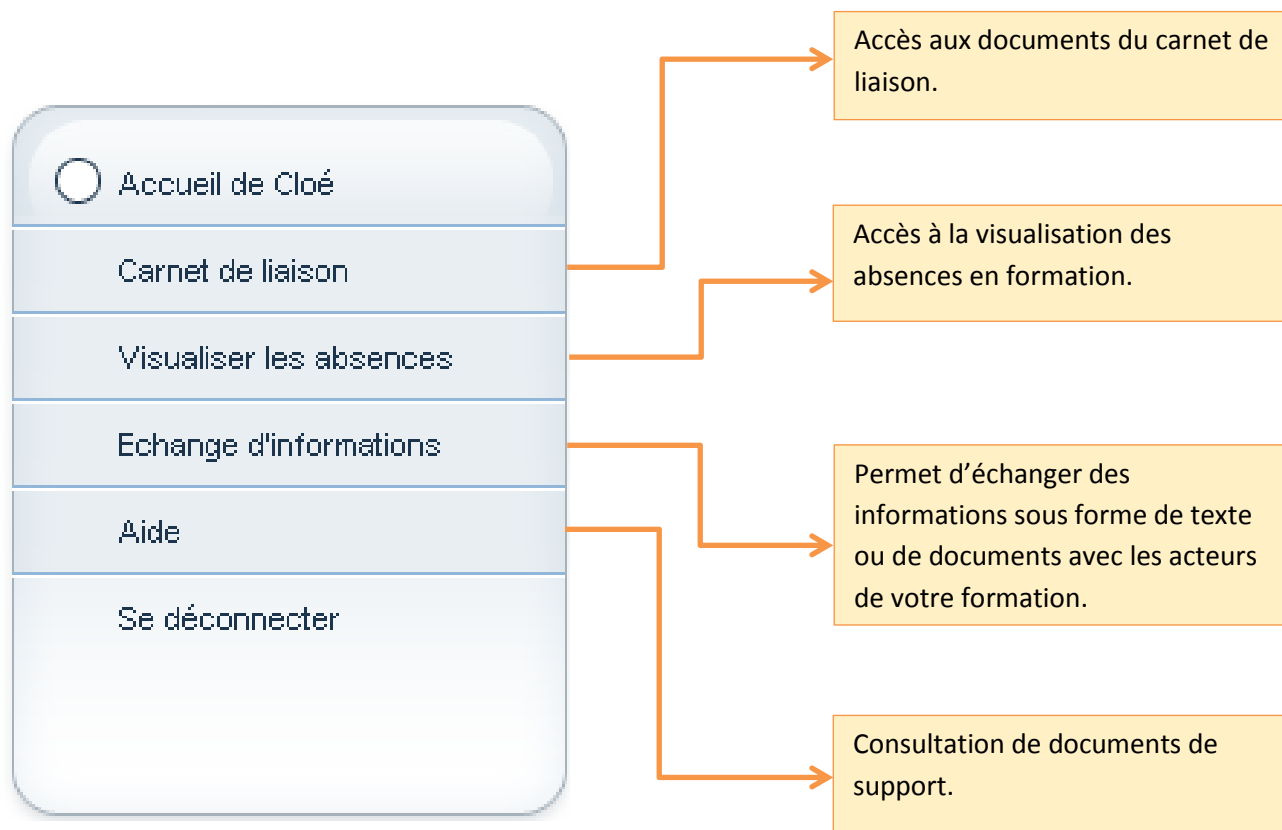 Accueil de Cloé
Carnet de liaison
Visualiser les absences
Echange d'informations
Aide
Se déconnecter
Accès aux documents du carnet de
liaison.
Accès à la visualisation des
absences en formation.
Permet d’échanger des
informations sous forme de texte
ou de documents avec les acteurs
de votre formation.
Consultation de documents de
support.